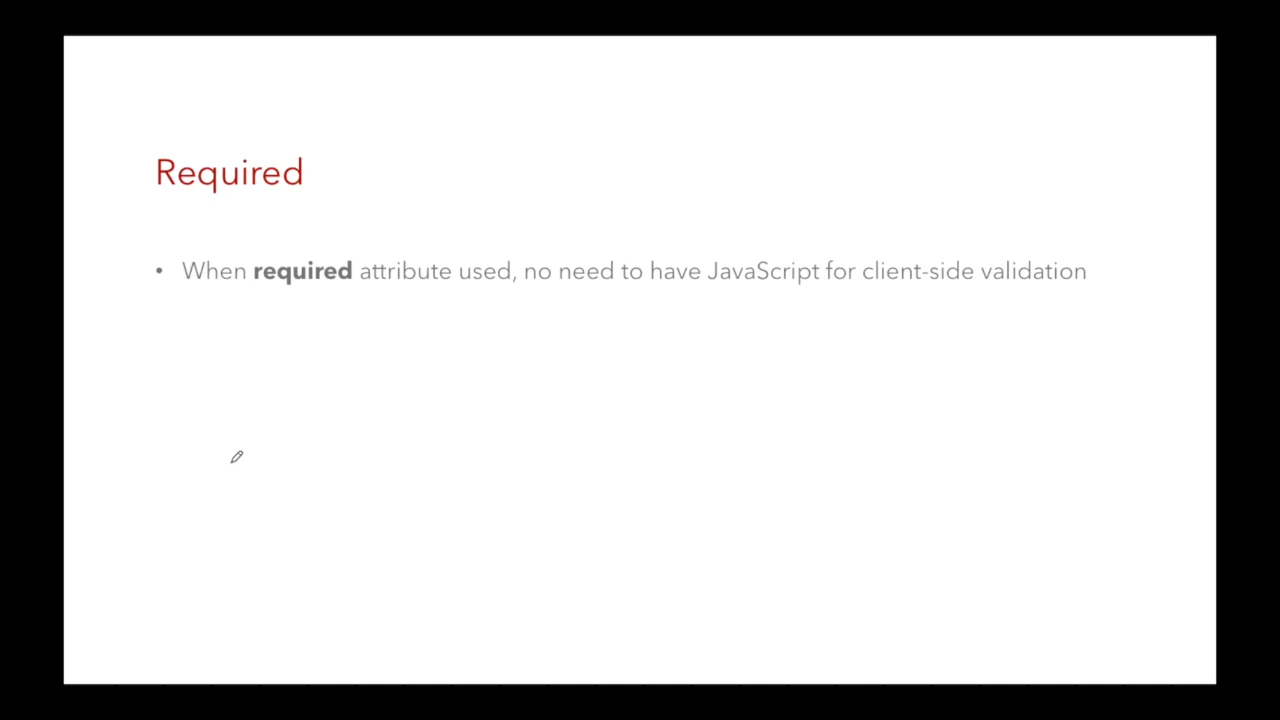 Required
• When required attribute used, no need to have JavaScript for client-side validation